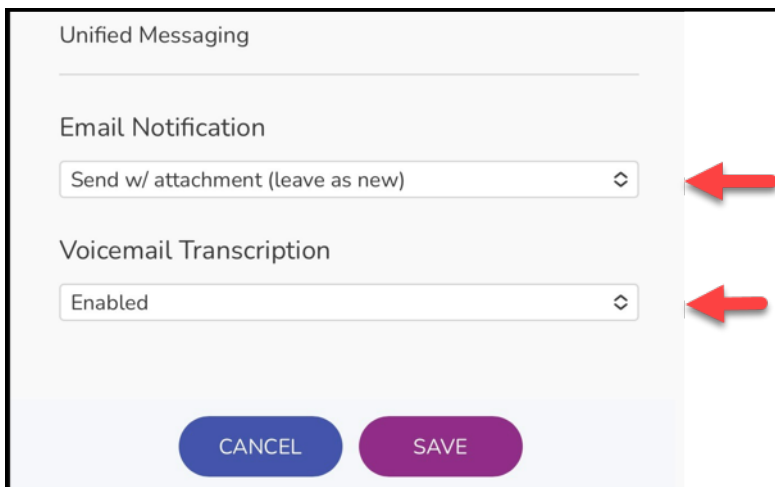 Unified Messaging
Email Notification
Send w/ attachment (leave as new)
Voicemail Transcription
Enabled
CANCEL SAVE